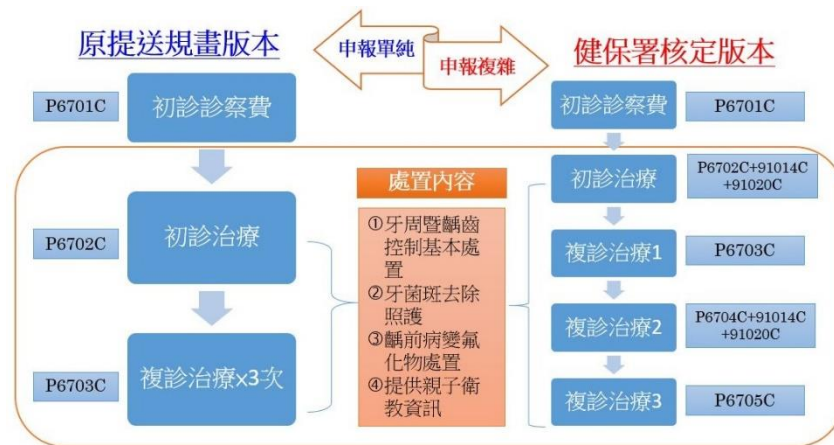 原提送規畫版本
申報單純
申報複雜
健保署核定版本
P6701C
初診診察費
P6702C
初診治療
P6703C
複診治療x3次
處置內容
①牙周暨齲齒
控制基本處
置
②牙菌斑去除
照護
③齲前病變氟
化物處置
④提供親子衛
教資訊
初診診察費
P6701C
初診治療
P6702C+91014C
+91020C
複診治療1
P6703C
複診治療2
P6704C+91014C
+91020C
複診治療3
P6705C